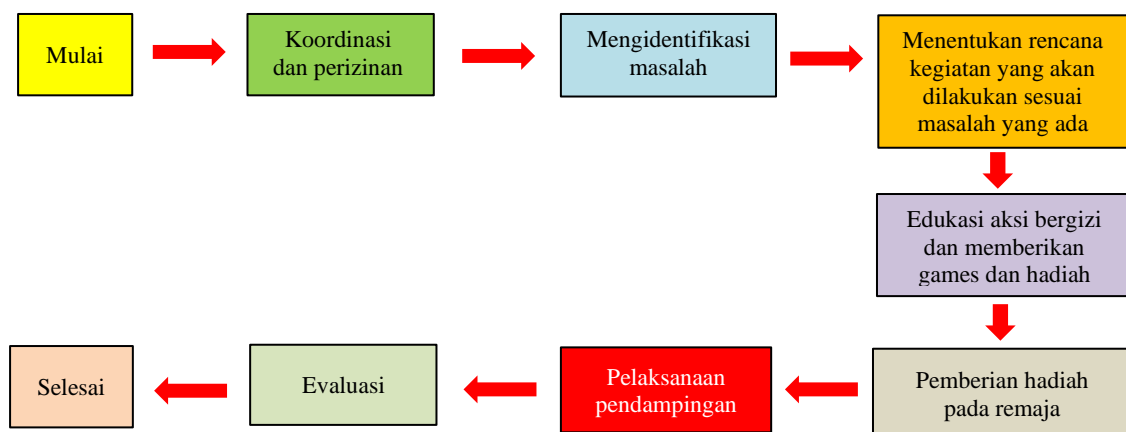 Mulai
Koordinasi
dan perizinan
Mengidentifikasi
masalah
Menentukan rencana
kegiatan yang akan
dilakukan sesuai
masalah yang ada
Edukasi aksi bergizi
dan memberikan
games dan hadiah
Pemberian hadiah
pada remaja
Pelaksanaan
pendampingan
Evaluasi
Selesai